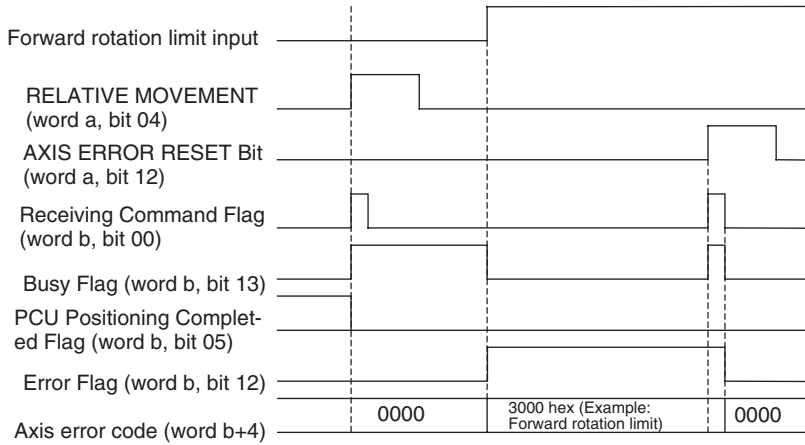 Forward rotation limit input
RELATIVE MOVEMENT
(word a, bit 04)
AXIS ERROR RESET Bit
(word a, bit 12)
Receiving Command Flag
(word b, bit 00)
Busy Flag (word b, bit 13)
PCU Positioning Complet-
ed Flag (word b, bit 05)
Error Flag (word b, bit 12)
Axis error code (word b+4)
0000
3000 hex (Example:
Forward rotation limit)
0000